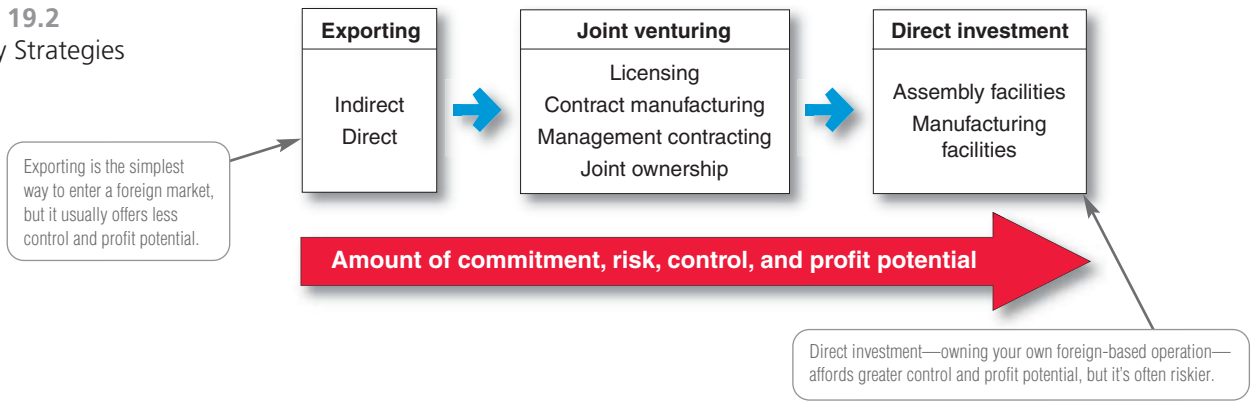 19.2
Strategies
Exporting
Indirect
Direct
Joint venturing
Licensing
Contract manufacturing
Management contracting
Joint ownership
Direct investment
Assembly facilities
Manufacturing
facilities
Exporting is the simplest
way to enter a foreign market,
but it usually offers less
control and profit potential.
Amount of commitment, risk, control, and profit potential
Direct investment—owning your own foreign-based operation—
affords greater control and profit potential, but it's often riskier.